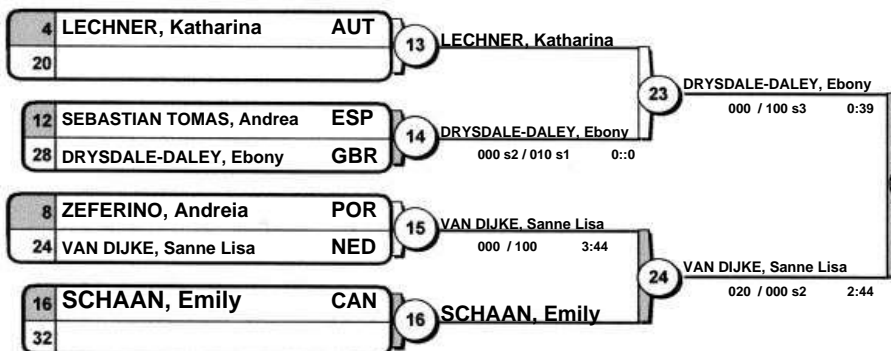 4 LECHNER, Katharina AUT
20
13 LECHNER, Katharina
12 SEBASTIAN TOMAS, Andrea ESP
28 DRYSDALE-DALEY, Ebony GBR
14 DRYSDALE-DALEY, Ebony
000 s2 / 010 s1 0::0
23 DRYSDALE-DALEY, Ebony
000 / 100 s3 0:39
8 ZEFERINO, Andreia POR
24 VAN DIJKE, Sanne Lisa NED
15 VAN DIJKE, Sanne Lisa
000 / 100 3:44
16 SCHAAN, Emily CAN
32
16 SCHAAN, Emily
24 VAN DIJKE, Sanne Lisa
020 / 000 s2 2:44